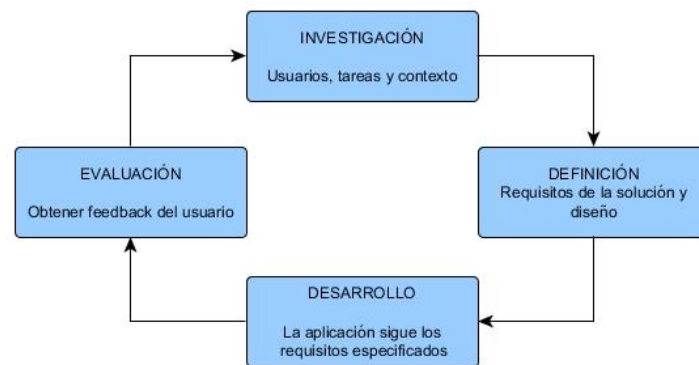 INVESTIGACIÓN
Usuarios, tareas y contexto
EVALUACIÓN
Obtener feedback del usuario
DEFINICIÓN
Requisitos de la solución y
diseño
DESARROLLO
La aplicación sigue los
requisitos especificados